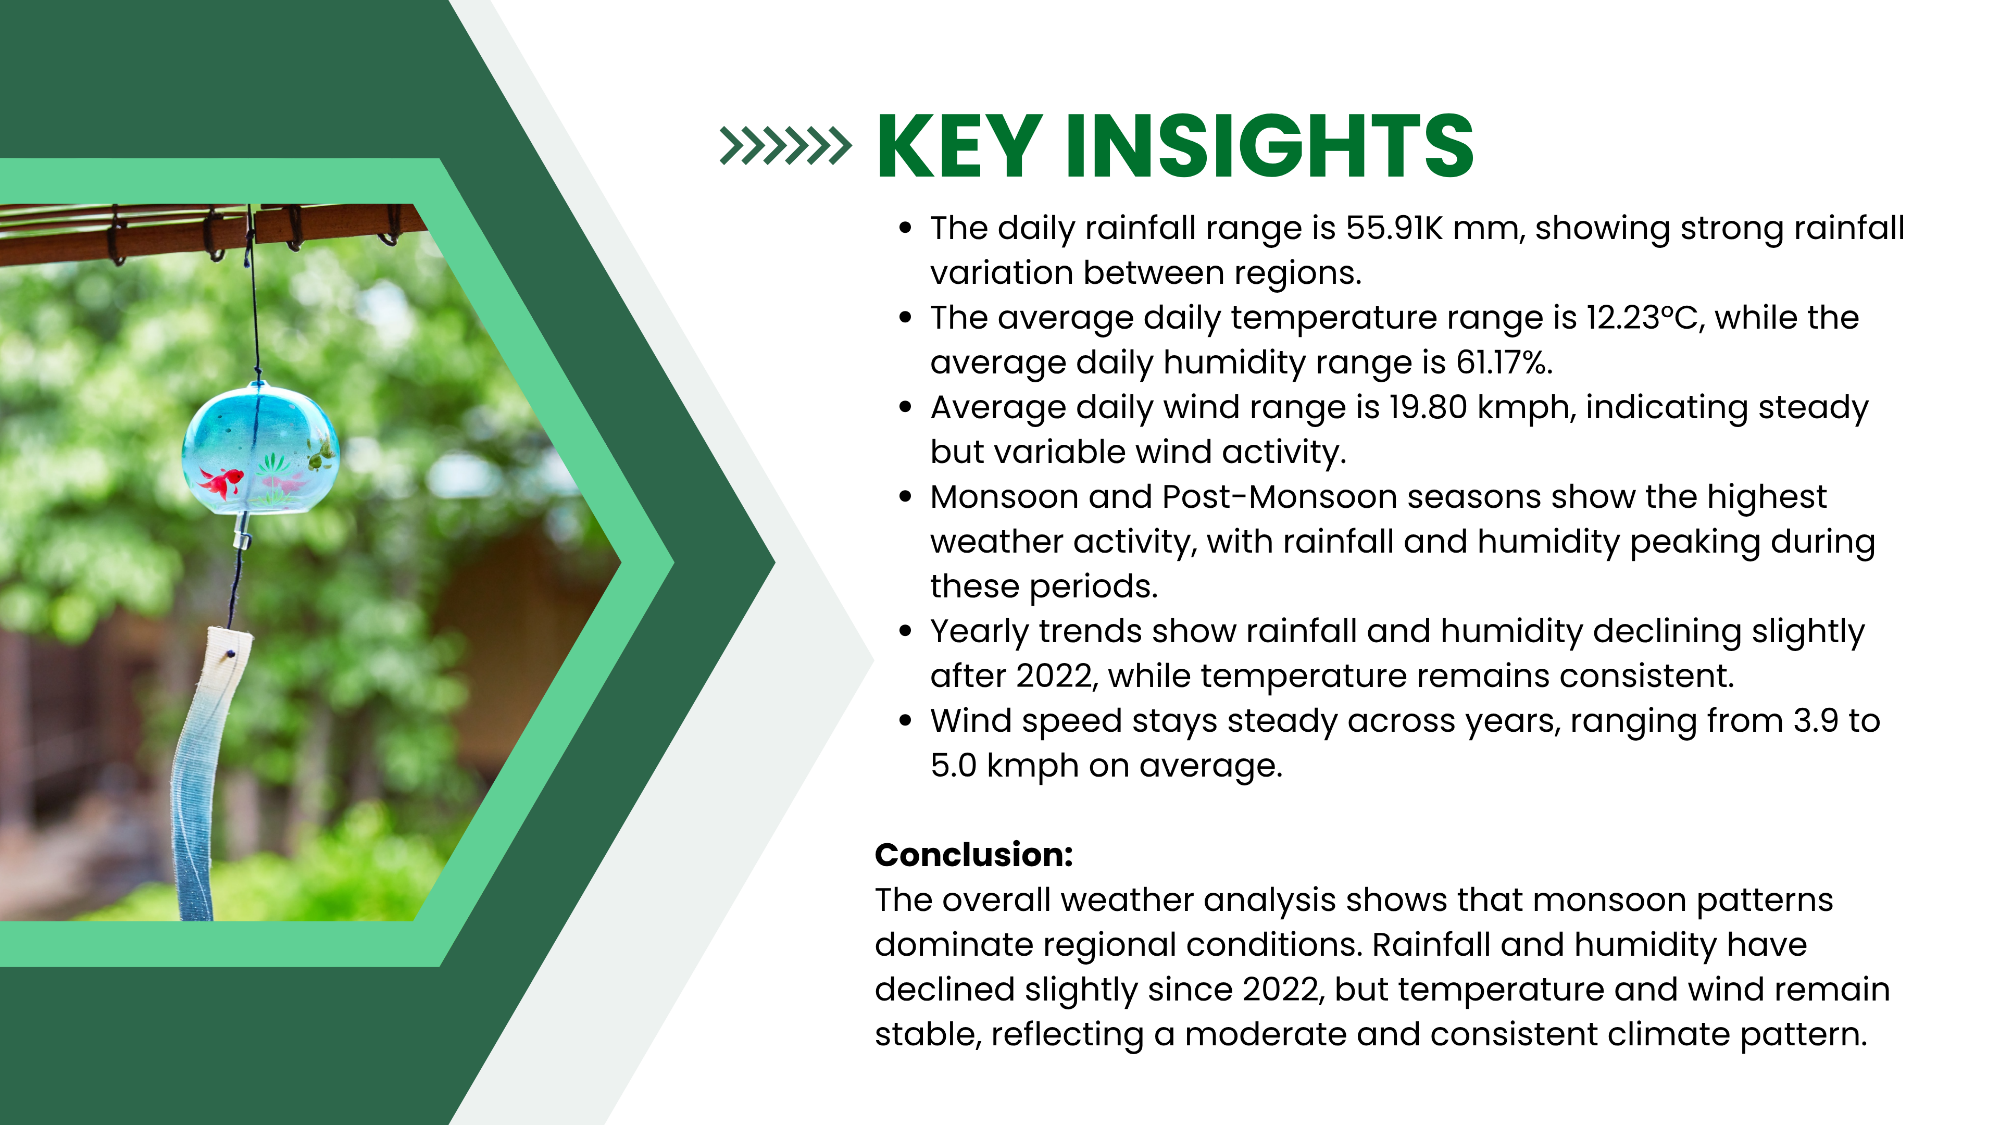 KEY INSIGHTS
• The daily rainfall range is 55.91K mm, showing strong rainfall
variation between regions.
• The average daily temperature range is 12.23°C, while the
average daily humidity range is 61.17%.
• Average daily wind range is 19.80 kmph, indicating steady
but variable wind activity.
• Monsoon and Post-Monsoon seasons show the highest
weather activity, with rainfall and humidity peaking during
these periods.
• Yearly trends show rainfall and humidity declining slightly
after 2022, while temperature remains consistent.
• Wind speed stays steady across years, ranging from 3.9 to
5.0 kmph on average.
Conclusion:
The overall weather analysis shows that monsoon patterns
dominate regional conditions. Rainfall and humidity have
declined slightly since 2022, but temperature and wind remain
stable, reflecting a moderate and consistent climate pattern.